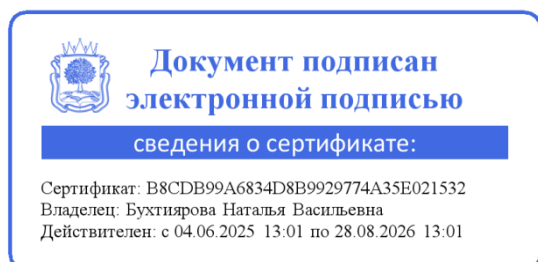 Документ подписан
электронной подписью
сведения о сертификате:
Сертификат: B8CDB99A6834D8B9929774A35E021532
Владелец: Бухтиярова Наталья Васильевна
Действителен: с 04.06.2025 13:01 по 28.08.2026 13:01